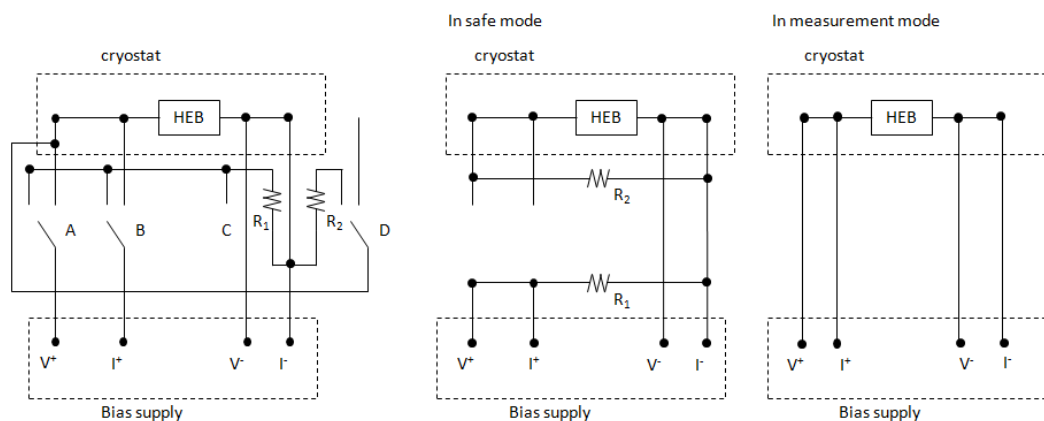 In safe mode
In measurement mode
cryostat
cryostat
cryostat
HEB
HEB
HEB
R2
A
B
C
R1
R2
D
R1
V+
I+
V-
I-
V+
I+
V-
I-
V+
I+
V-
I-
Bias supply
Bias supply
Bias supply